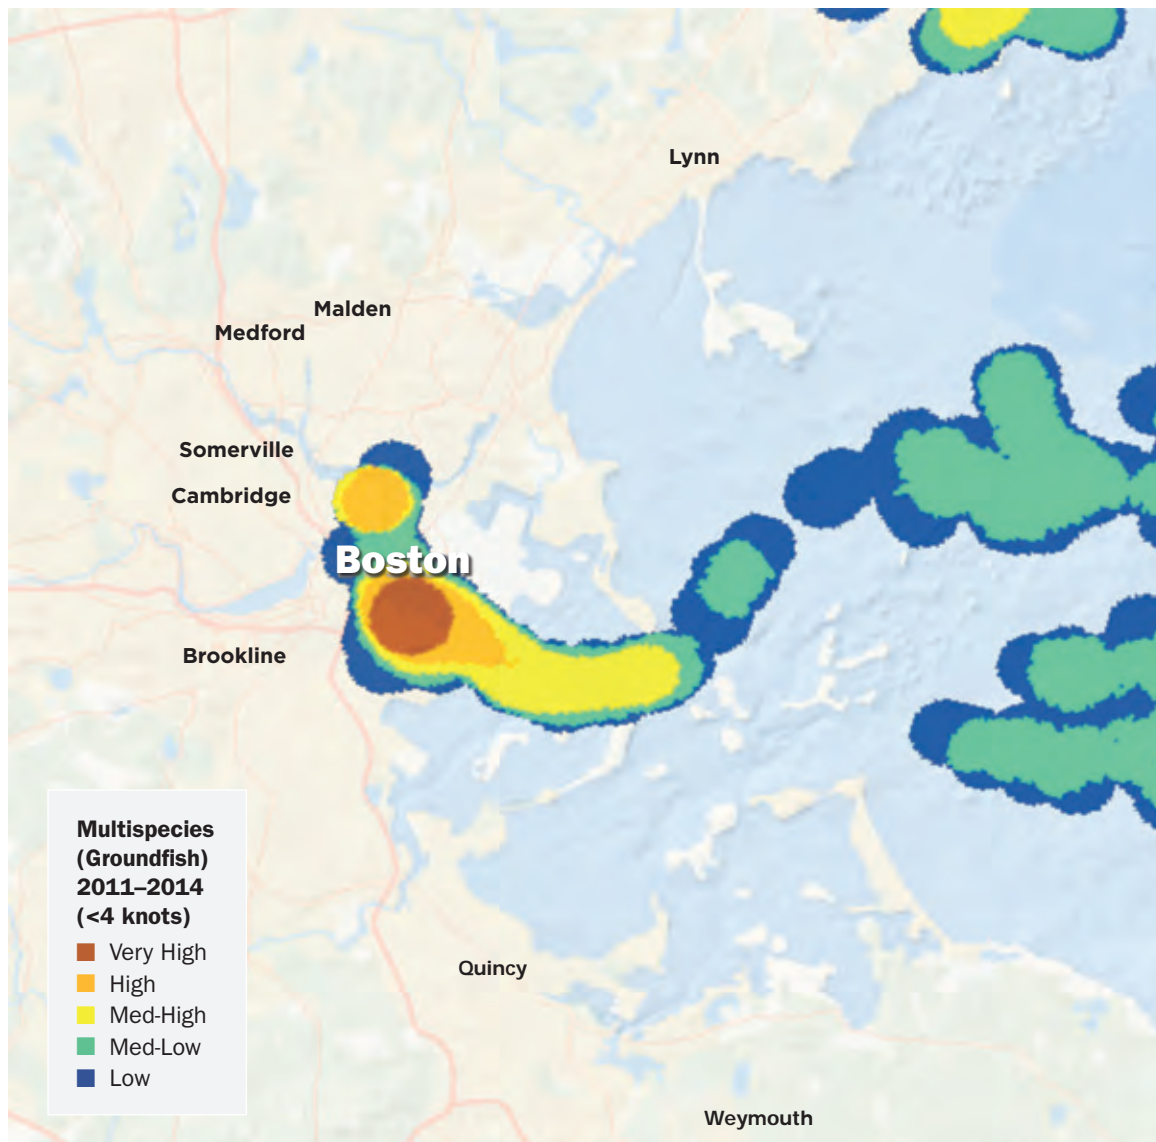 Lynn
Malden
Medford
Somerville
Cambridge
Boston
Brookline
Multispecies
(Groundfish)
2011–2014
(<4 knots)
Very High
High
Med-High
Med-Low
Low
Quincy
Weymouth